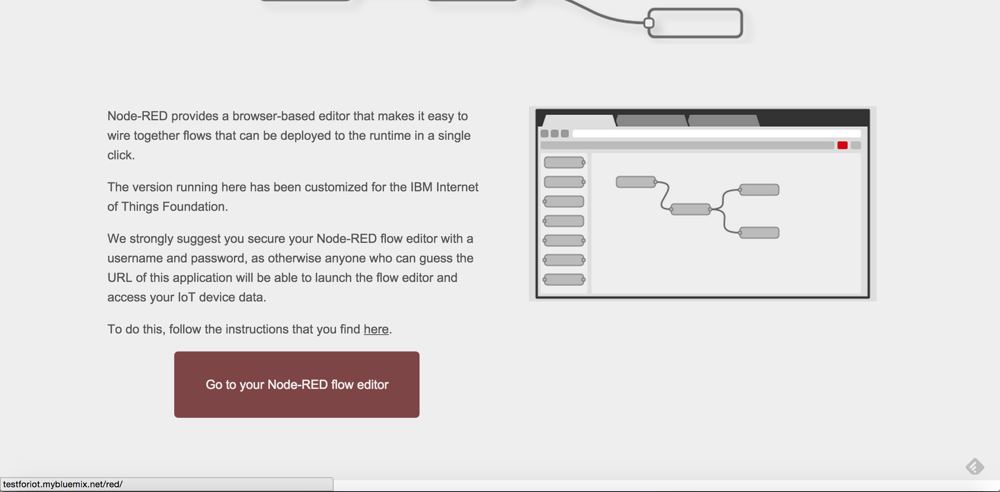 Node-RED provides a browser-based editor that makes it easy to
wire together flows that can be deployed to the runtime in a single
click.
The version running here has been customized for the IBM Internet
of Things Foundation.
We strongly suggest you secure your Node-RED flow editor with a
username and password, as otherwise anyone who can guess the
URL of this application will be able to launch the flow editor and
access your IoT device data.
To do this, follow the instructions that you find here.
Go to your Node-RED flow editor
testforiot.mybluemix.net/red/